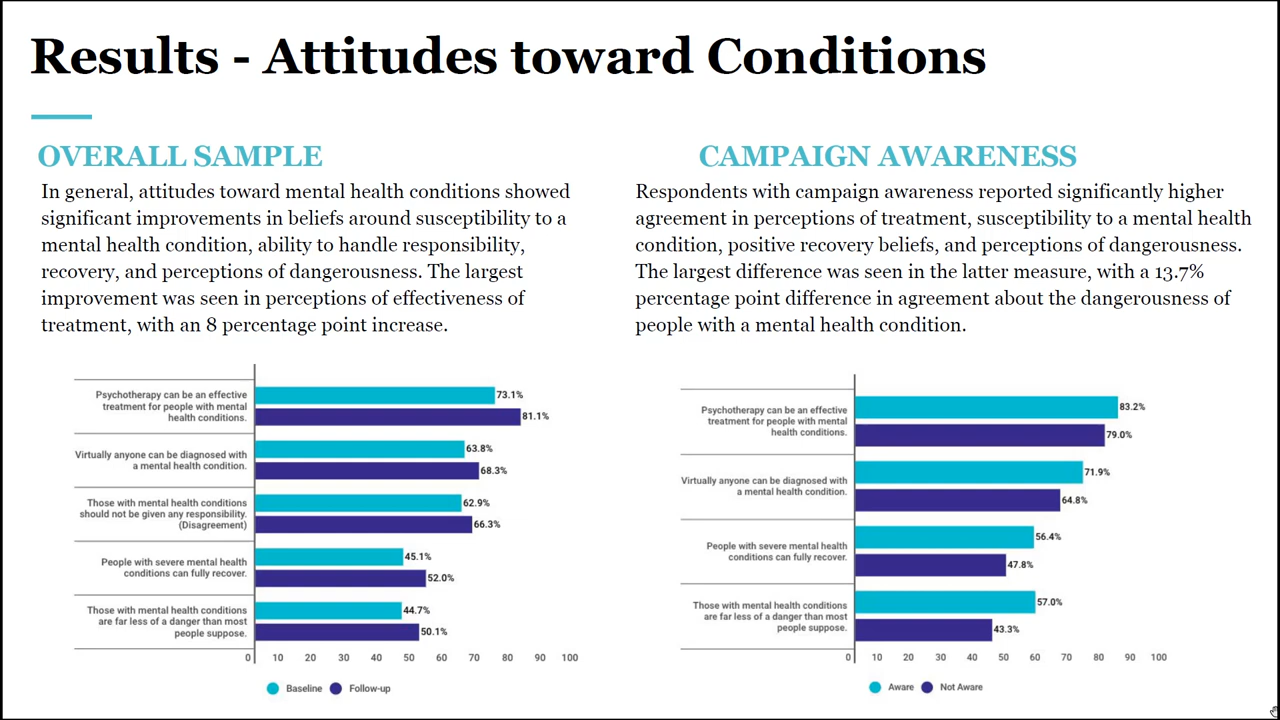 Results - Attitudes toward Conditions
OVERALL SAMPLE
In general, attitudes toward mental health conditions showed
significant improvements in beliefs around susceptibility to a
mental health condition, ability to handle responsibility,
recovery, and perceptions of dangerousness. The largest
improvement was seen in perceptions of effectiveness of
treatment, with an 8 percentage point increase.
Psychotherapy can be an effective
treatment for people with mental
health conditions.
73.1%
81.1%
Virtually anyone can be diagnosed with
a mental health condition.
63.8%
68.3%
Those with mental health conditions
should not be given any responsibility.
(Disagreement)
62.9%
66.3%
People with severe mental health
conditions can fully recover.
45.1%
52.0%
Those with mental health conditions
are far less of a danger than most
people suppose.
44.7%
50.1%
0 10 20 30 40 50 60 70 80 90 100
Baseline Follow-up
CAMPAIGN AWARENESS
Respondents with campaign awareness reported significantly higher
agreement in perceptions of treatment, susceptibility to a mental health
condition, positive recovery beliefs, and perceptions of dangerousness.
The largest difference was seen in the latter measure, with a 13.7%
percentage point difference in agreement about the dangerousness of
people with a mental health condition.
Psychotherapy can be an effective
treatment for people with mental
health conditions.
83.2%
79.0%
Virtually anyone can be diagnosed with
a mental health condition.
71.9%
64.8%
People with severe mental health
conditions can fully recover.
56.4%
47.8%
Those with mental health conditions
are far less of a danger than most
people suppose.
57.0%
43.3%
0 10 20 30 40 50 60 70 80 90 100
Aware Not Aware